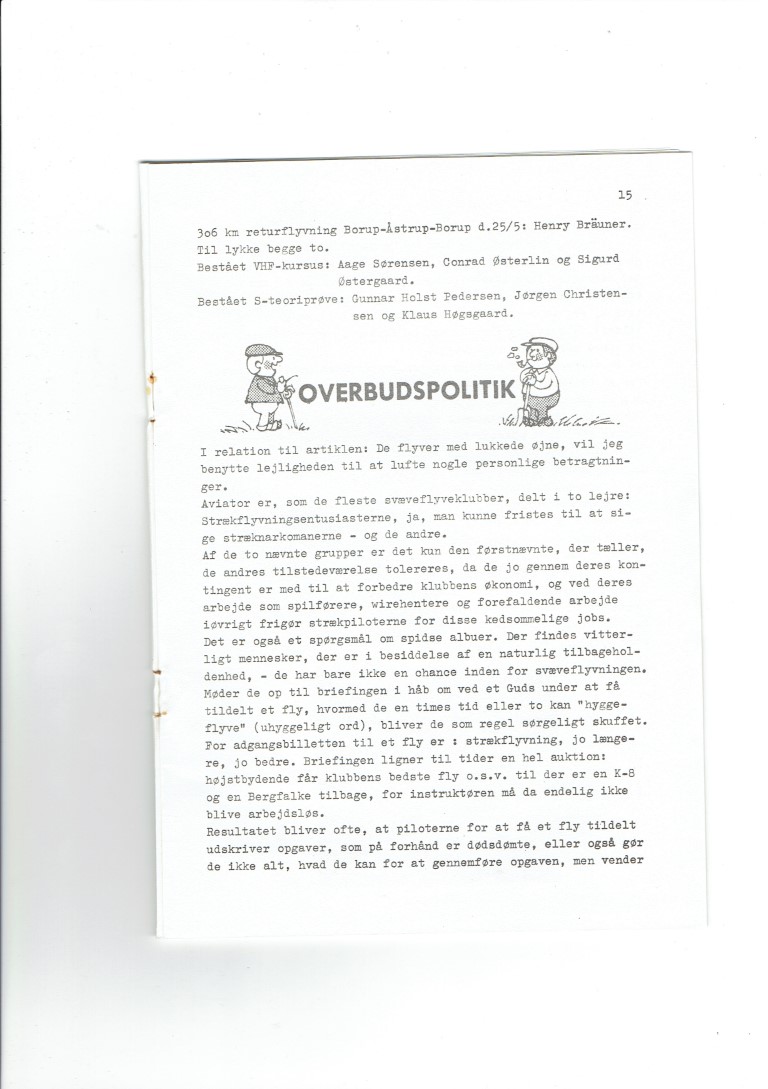 15
3o6 km returflyvning Borup-Åstrup-Borup d.25/5: Henry Bräuner.
Til lykke begge to.
Bestået VHF-kursus: Aage Sørensen, Conrad Østerlin og Sigurd
Østergaard.
Bestået S-teoriprøve: Gunnar Holst Pedersen, Jørgen Christen-
sen og Klaus Høgsgaard.
OVERBUDSPOLITIK
I relation til artiklen: De flyver med lukkede øjne, vil jeg
benytte lejligheden til at lufte nogle personlige betragtnin-
ger.
Aviator er, som de fleste svæveflyveklubber, delt i to lejre:
Strækflyvningsentusiasterne, ja, man kunne fristes til at si-
ge stræknarkomanerne - og de andre.
Af de to nævnte grupper er det kun den førstnævnte, der tæller,
de andres tilstedeværelse tolereres, da de jo gennem deres kon-
tingent er med til at forbedre klubbens økonomi, og ved deres
arbejde som spilførere, wirehentere og forefaldende arbejde
iøvrigt frigør strækpiloterne for disse kedsommelige jobs.
Det er også et spørgsmål om spidse albuer. Der findes vitter-
ligt mennesker, der er i besiddelse af en naturlig tilbagehol-
denhed, - de har bare ikke en chance inden for svæveflyvningen.
Møder de op til briefingen i håb om ved et Guds under at få
tildelt et fly, hvormed de en times tid eller to kan "hygge-
flyve" (uhyggeligt ord), bliver de som regel sørgeligt skuffet.
For adgangsbilletten til et fly er : strækflyvning, jo længe-
re, jo bedre. Briefingen ligner til tider en hel auktion:
højstbydende får klubbens bedste fly o.s.v. til der er en K-8
og en Bergfalke tilbage, for instruktøren må da endelig ikke
blive arbejdsløs.
Resultatet bliver ofte, at piloterne for at få et fly tildelt
udskriver opgaver, som på forhånd er dødsdømte, eller også gør
de ikke alt, hvad de kan for at gennemføre opgaven, men vender